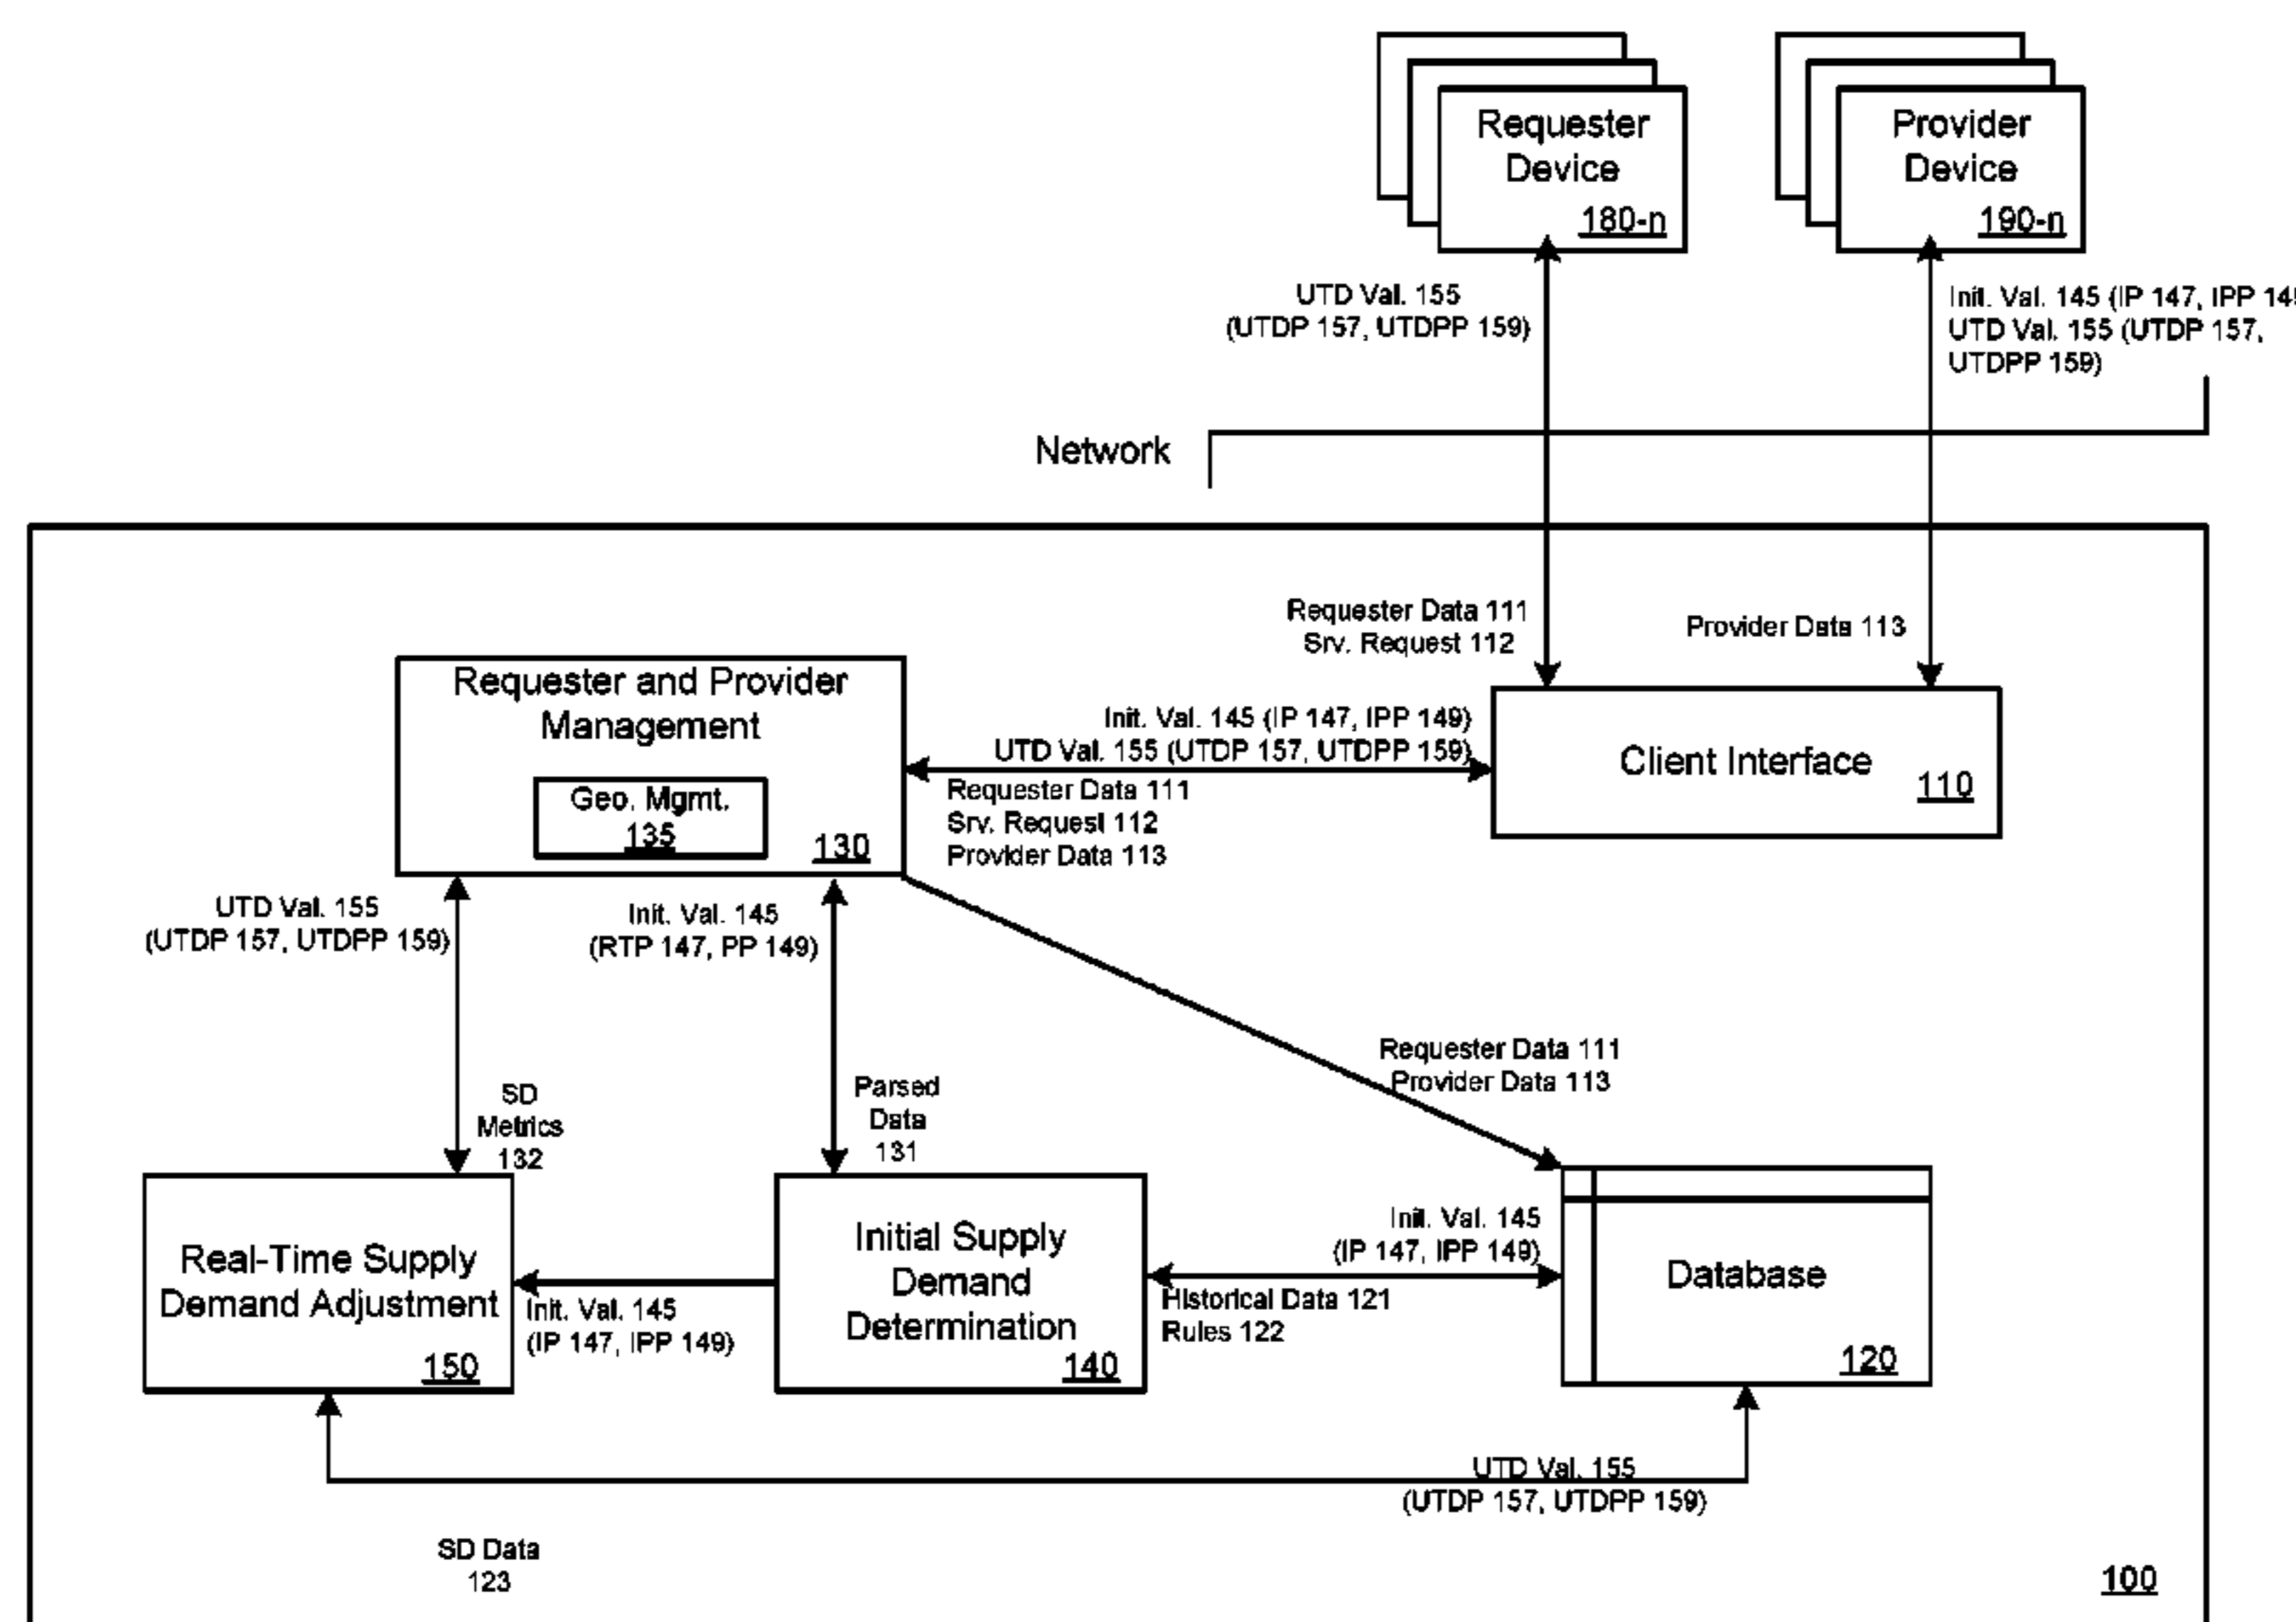 Requester
Device
180-n
Provider
Device
190-n
UTD Val. 155
(UTDP 157, UTDPP 159)
Init. Val. 145 (IP 147, IPP
UTD Val. 155 (UTDP 157,
UTDPP 159)
Network
Requester Data 111
Srv. Request 112
Provider Data 113
Requester and Provider
Management
Geo. Mgmt.
135
130
Init. Val. 145 (IP 147, IPP 149)
UTD Val. 155 (UTDP 157, UTDPP 159)
Requester Data 111
Srv. Request 112
Provider Data 113
Client Interface
110
UTD Val. 155
(UTDP 157, UTDPP 159)
Init. Val. 145
(RTP 147, PP 149)
SD
Metrics
132
Parsed
Data
131
Requester Data 111
Provider Data 113
Real-Time Supply
Demand Adjustment
150
Init. Val. 145
(IP 147, IPP 149)
Initial Supply
Demand
Determination
140
Init. Val. 145
(IP 147, IPP 149)
Historical Data 121
Rules 122
Database
120
UTD Val. 155
(UTDP 157, UTDPP 159)
SD Data
123
100